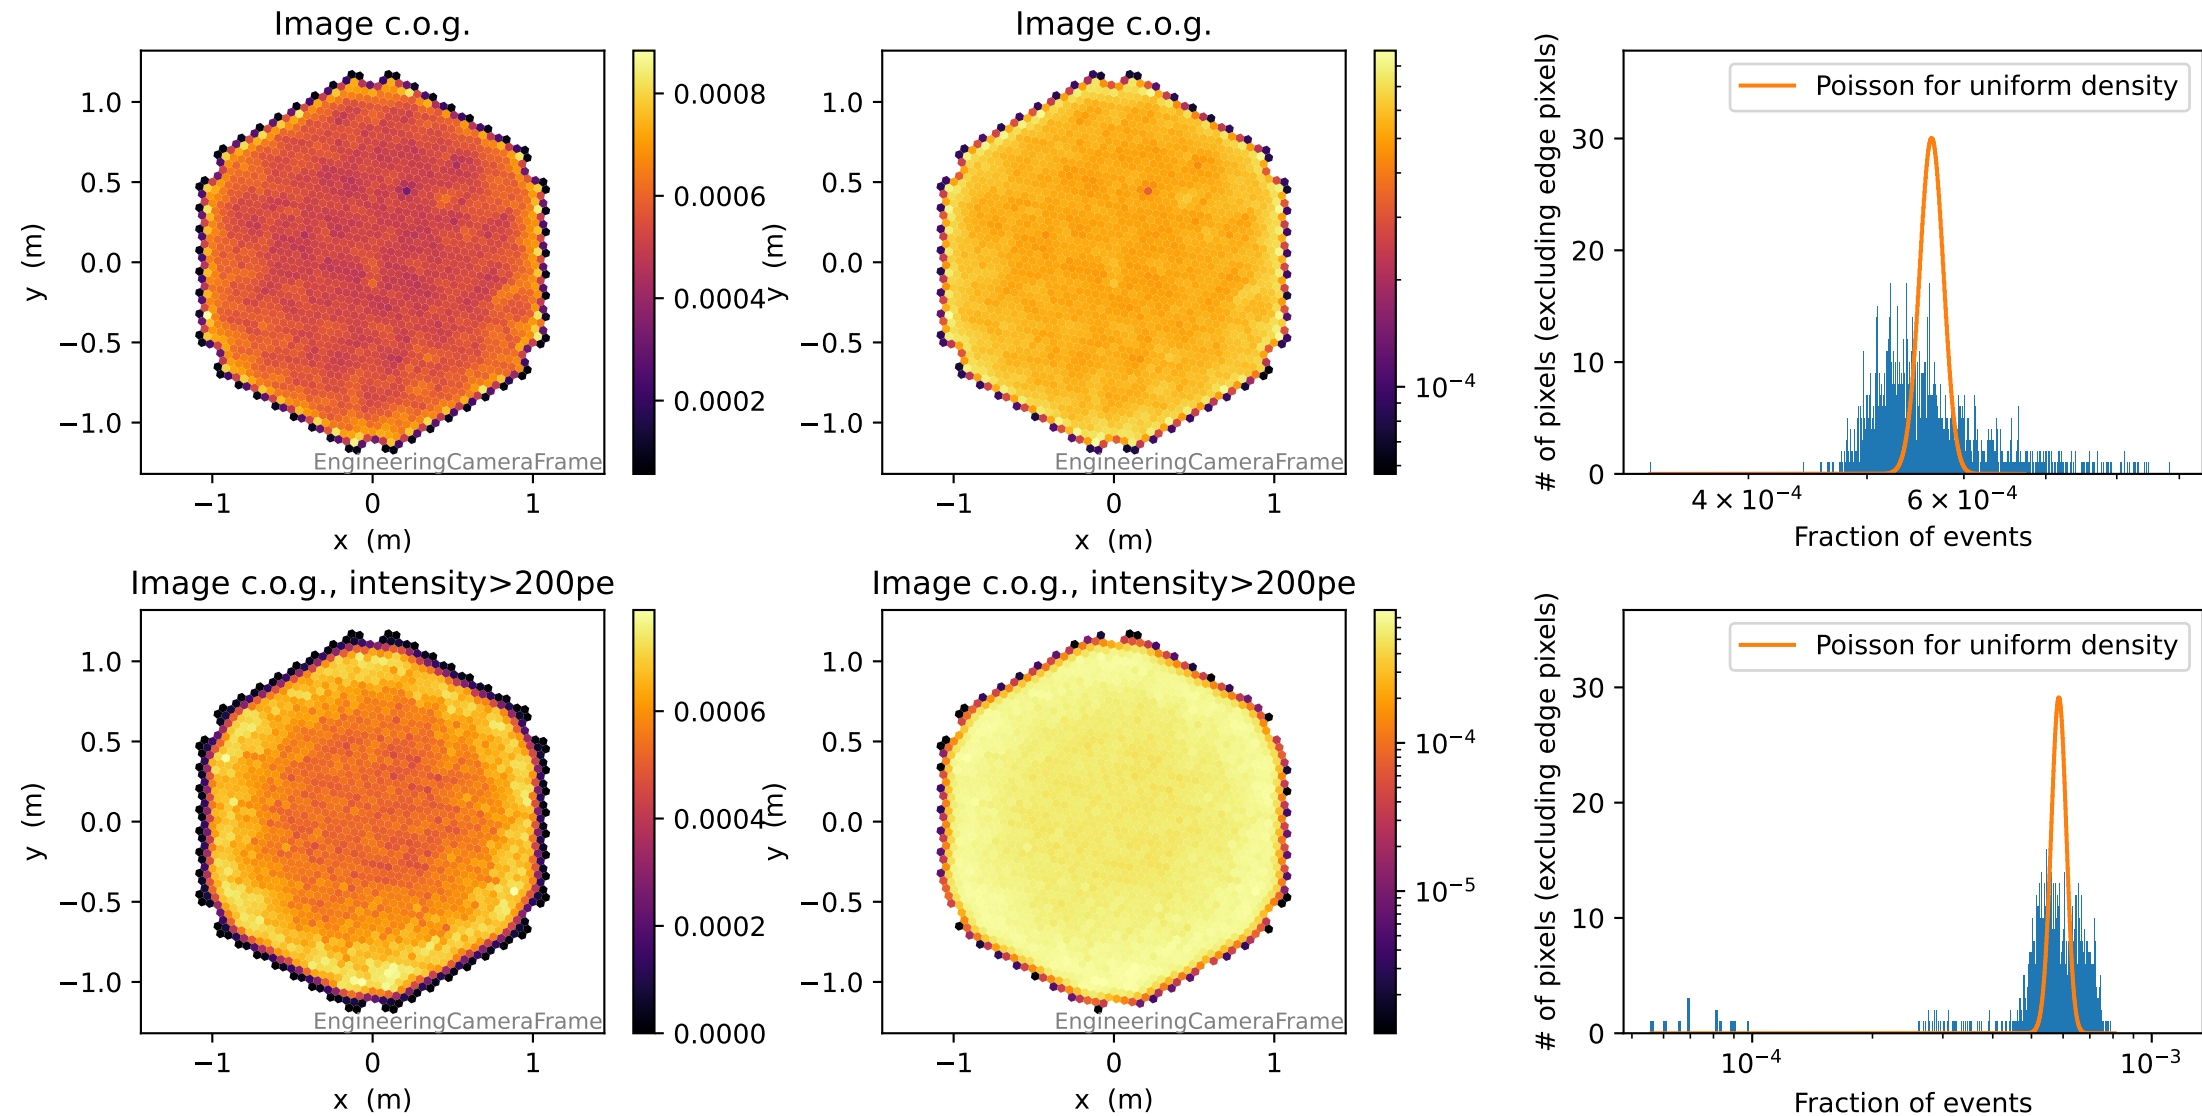 Image c.o.g.
1.0
0.5
0.0
−0.5
−1.0
y (m)
−1
0
1
x (m)
EngineeringCameraFrame
0.0008
0.0006
0.0004
0.0002
Image c.o.g.
1.0
0.5
0.0
−0.5
−1.0
y (m)
−1
0
1
x (m)
EngineeringCameraFrame
10⁻⁴
Poisson for uniform density
# of pixels (excluding edge pixels)
30
20
10
0
4 × 10⁻⁴
6 × 10⁻⁴
Fraction of events
Image c.o.g., intensity>200pe
1.0
0.5
0.0
−0.5
−1.0
y (m)
−1
0
1
x (m)
EngineeringCameraFrame
0.0006
0.0004
0.0002
0.0000
Image c.o.g., intensity>200pe
1.0
0.5
0.0
−0.5
−1.0
y (m)
−1
0
1
x (m)
EngineeringCameraFrame
10⁻⁴
10⁻⁵
Poisson for uniform density
# of pixels (excluding edge pixels)
30
20
10
0
10⁻⁴
10⁻³
Fraction of events